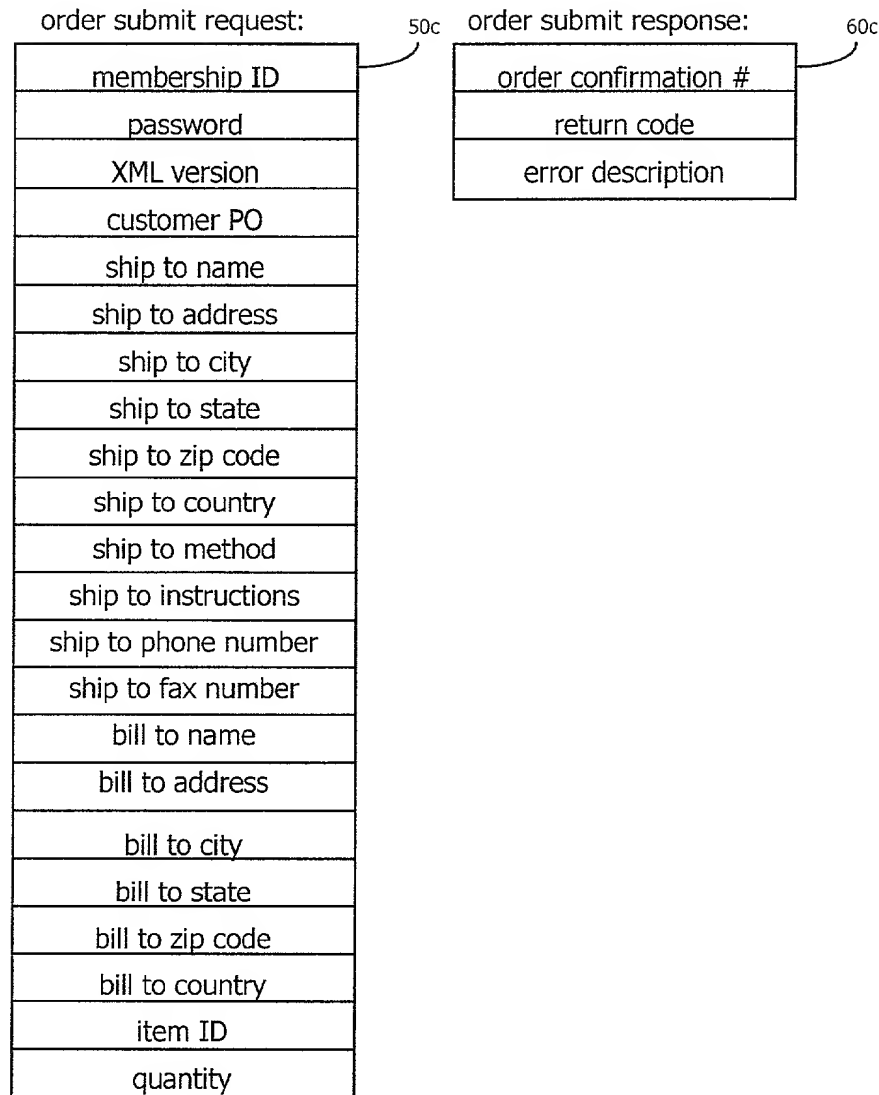 order submit request:
50c
membership ID
password
XML version
customer PO
ship to name
ship to address
ship to city
ship to state
ship to zip code
ship to country
ship to method
ship to instructions
ship to phone number
ship to fax number
bill to name
bill to address
bill to city
bill to state
bill to zip code
bill to country
item ID
quantity
order submit response:
60c
order confirmation #
return code
error description